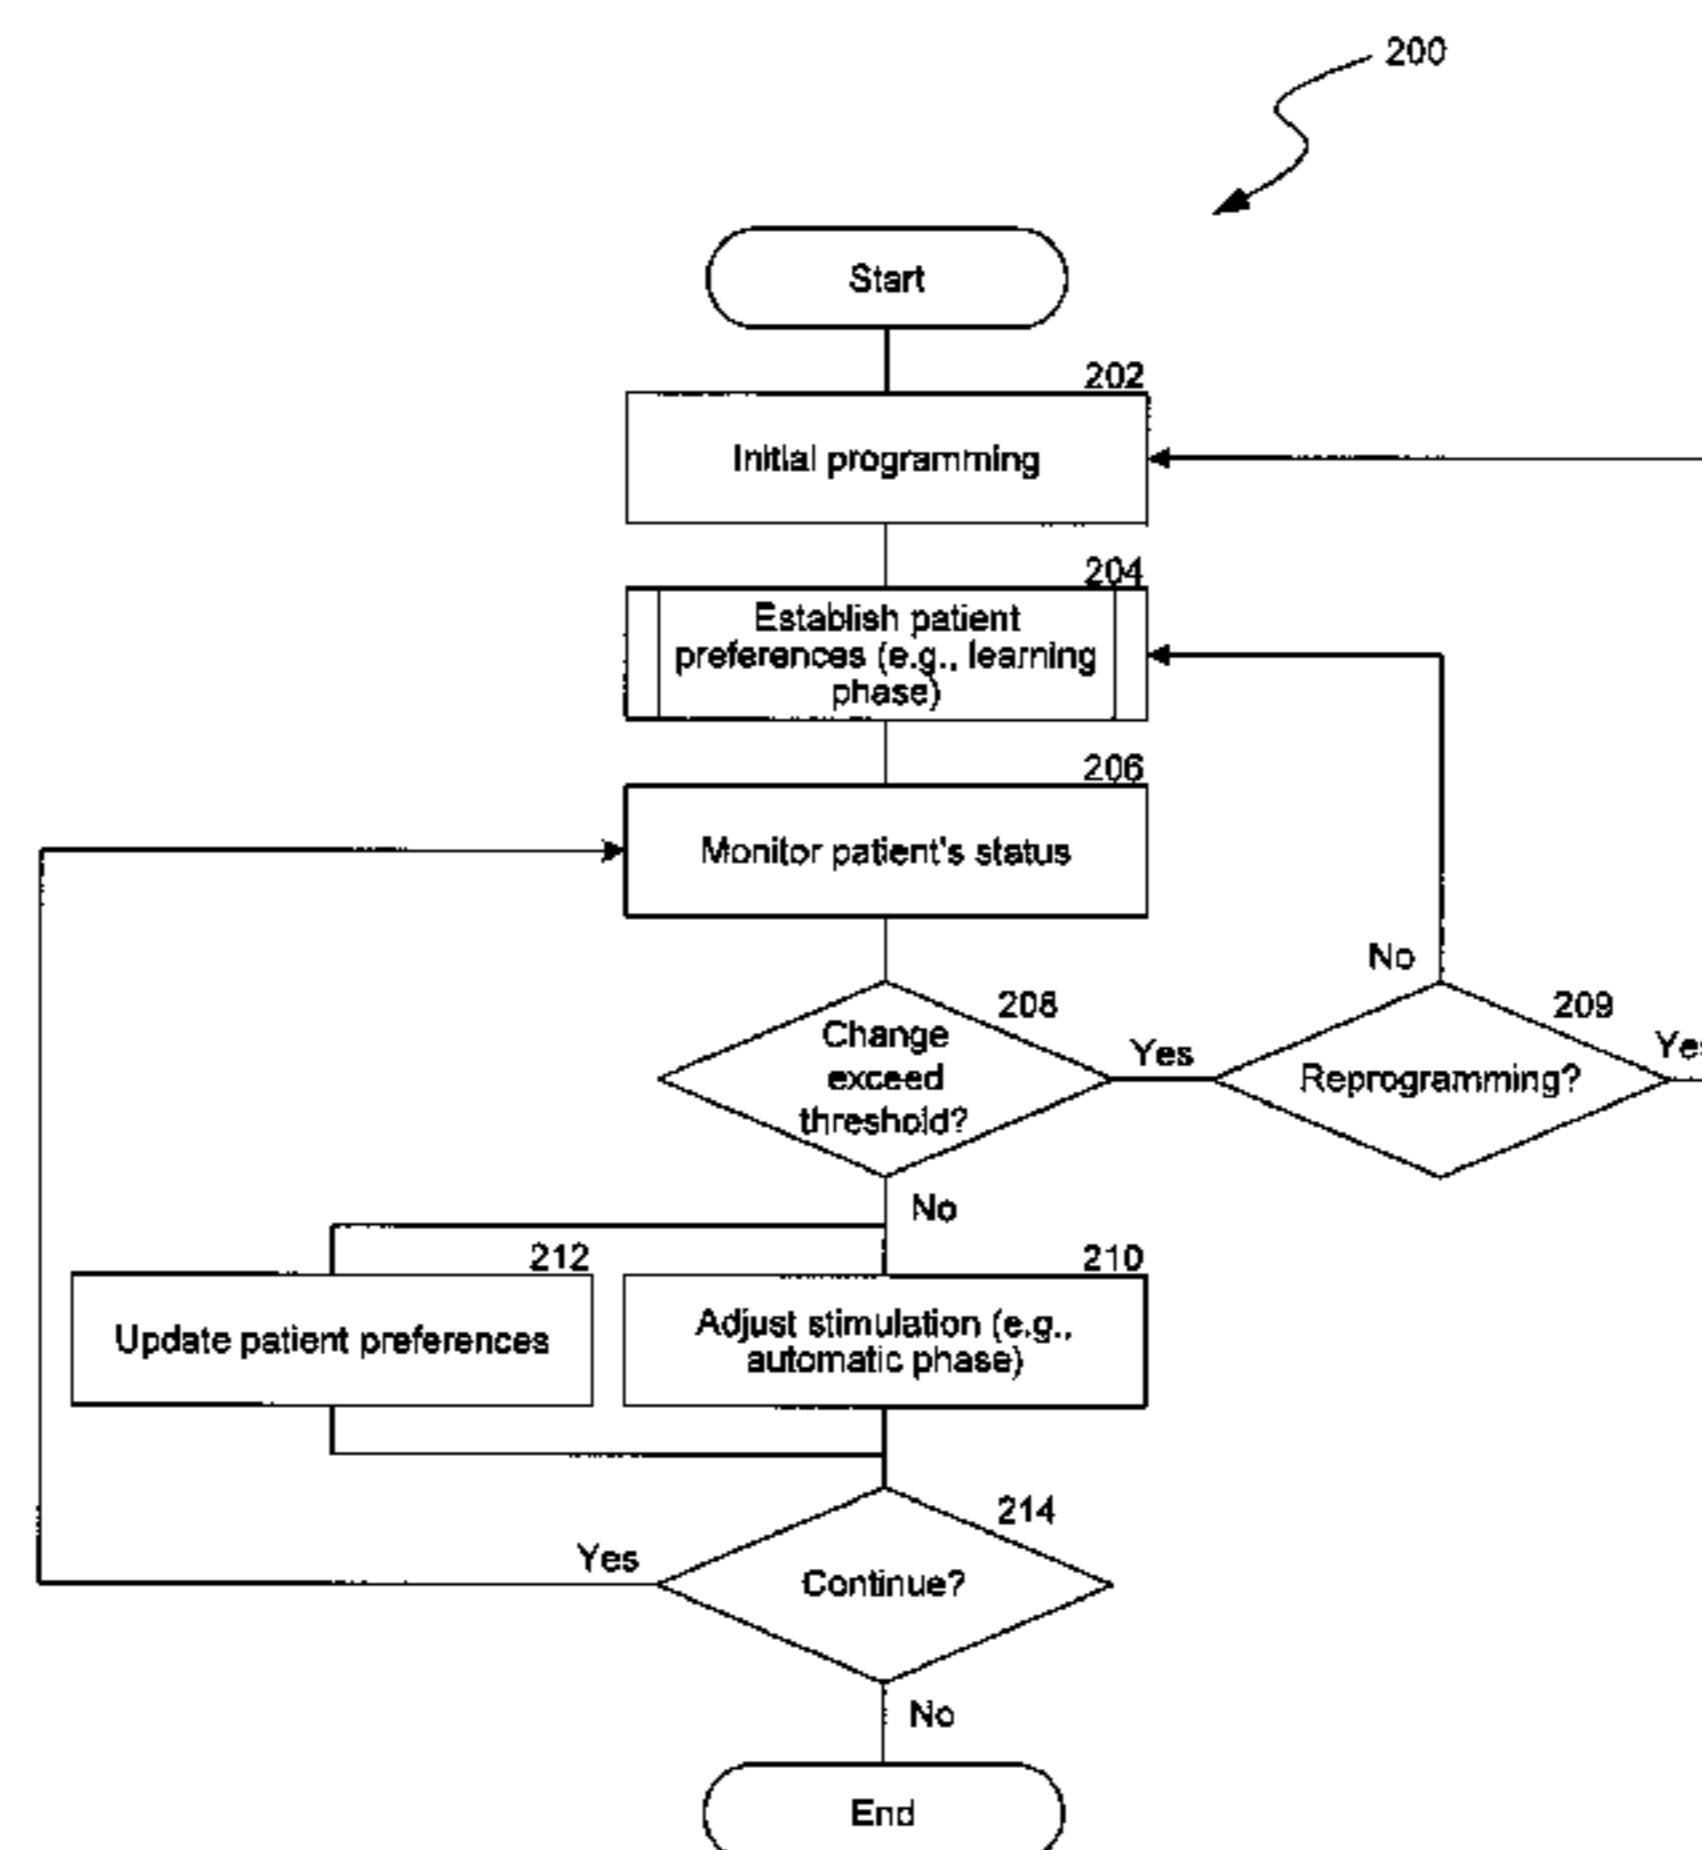 200
Start
202
Initial programming
204
Establish patient
preferences (e.g., learning
phase)
206
Monitor patient's status
No
208
209
Change
exceed
threshold?
Yes
Reprogramming?
Yes
No
212
210
Update patient preferences
Adjust stimulation (e.g.,
automatic phase)
214
Yes
Continue?
No
End